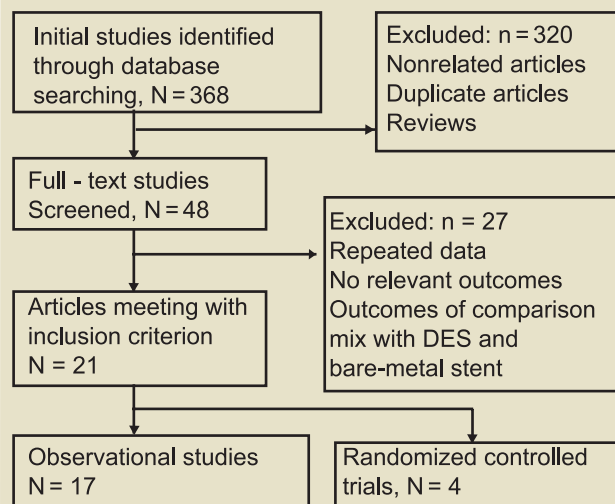 Initial studies identified
through database
searching, N = 368
Excluded: n = 320
Nonrelated articles
Duplicate articles
Reviews
Full - text studies
Screened, N = 48
Excluded: n = 27
Repeated data
No relevant outcomes
Outcomes of comparison
mix with DES and
bare-metal stent
Articles meeting with
inclusion criterion
N = 21
Observational studies
N = 17
Randomized controlled
trials, N = 4